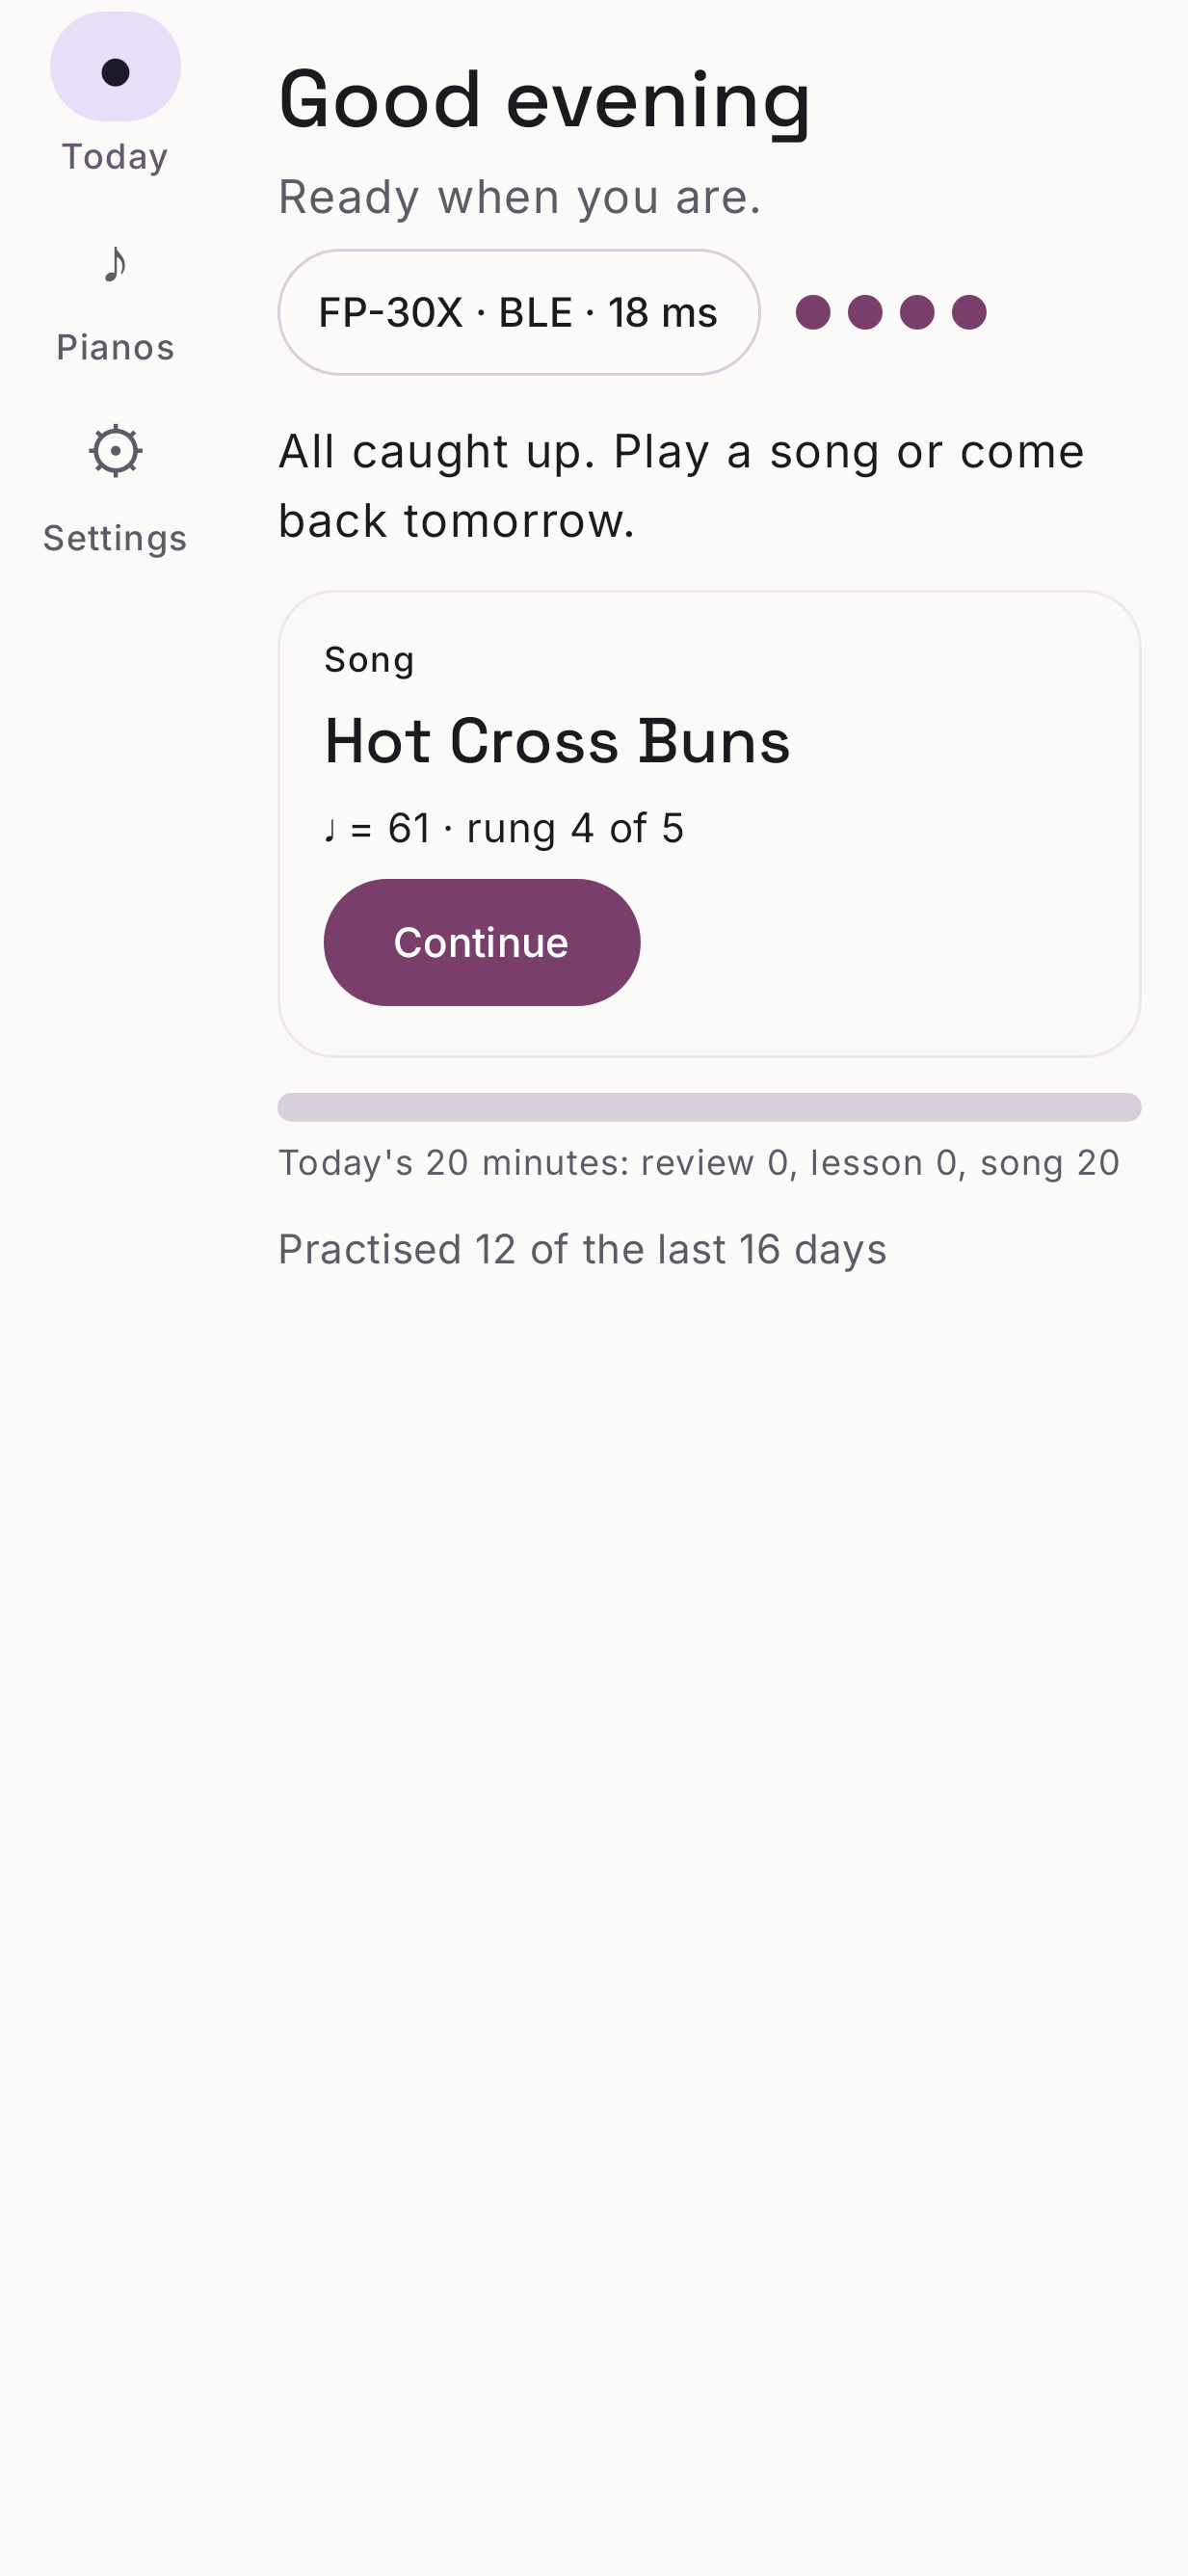 Today
Pianos
Settings
Good evening
Ready when you are.
FP-30X · BLE · 18 ms
All caught up. Play a song or come
back tomorrow.
Song
Hot Cross Buns
♩ = 61 · rung 4 of 5
Continue
Today's 20 minutes: review 0, lesson 0, song 20
Practised 12 of the last 16 days